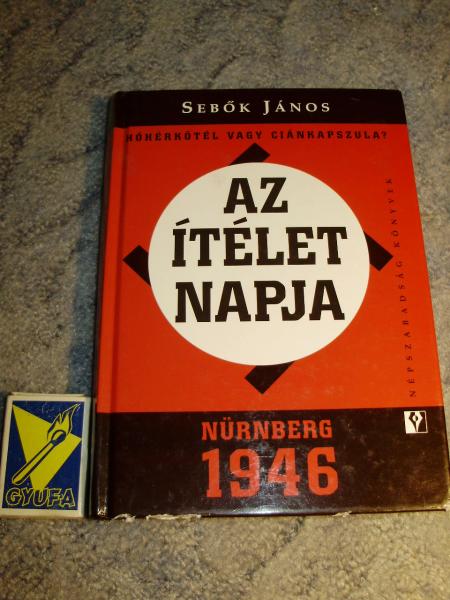 SEBŐK JÁNOS
HÓHÉRKÖTÉL VAGY CIÁNKAPSZULA?
AZ
ÍTÉLET
NAPJA
NÉPSZABADSÁG KÖNYVEK
NÜRNBERG
1946
GYUFA